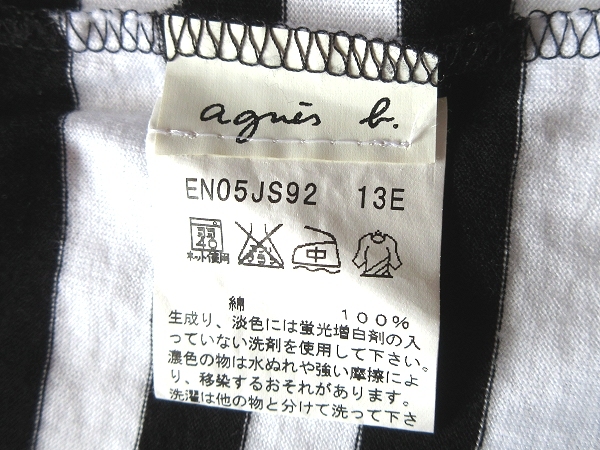 agnès b.
EN05JS92 13E
40 中
ネット使用
綿 100%
生成り、淡色には蛍光増白剤の入
っていない洗剤を使用して下さい。
濃色の物は水ぬれや強い摩擦によ
り、移染するおそれがあります。
洗濯は他の物と分けて洗って下さ